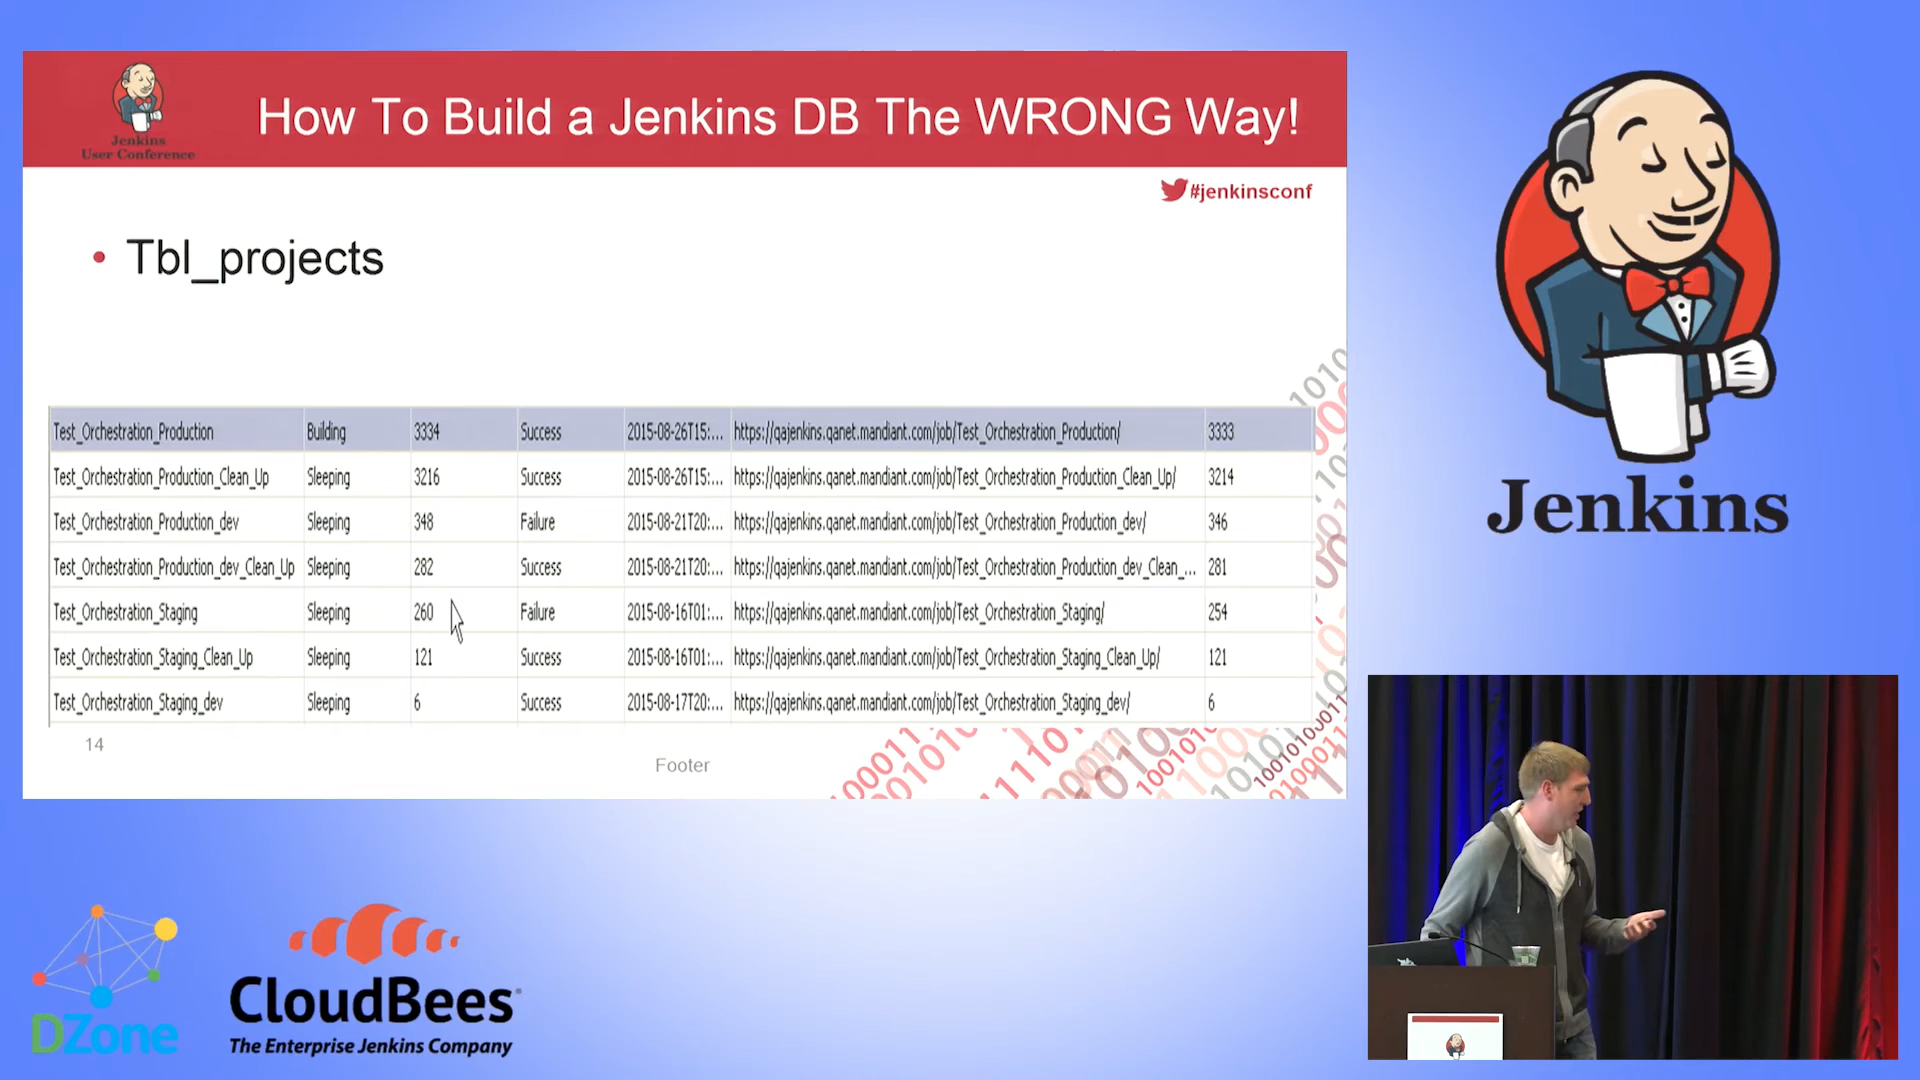 Jenkins
User Conference
How To Build a Jenkins DB The WRONG Way!
#jenkinsconf
• Tbl_projects
Test_Orchestration_Production Building 3334 Success 2015-08-26T15:... https://qajenkins.qanet.mandiant.com/job/Test_Orchestration_Production/ 3333
Test_Orchestration_Production_Clean_Up Sleeping 3216 Success 2015-08-26T15:... https://qajenkins.qanet.mandiant.com/job/Test_Orchestration_Production_Clean_Up/ 3214
Test_Orchestration_Production_dev Sleeping 348 Failure 2015-08-21T20:... https://qajenkins.qanet.mandiant.com/job/Test_Orchestration_Production_dev/ 346
Test_Orchestration_Production_dev_Clean_Up Sleeping 282 Success 2015-08-21T20:... https://qajenkins.qanet.mandiant.com/job/Test_Orchestration_Production_dev_Clean_... 281
Test_Orchestration_Staging Sleeping 260 Failure 2015-08-16T01:... https://qajenkins.qanet.mandiant.com/job/Test_Orchestration_Staging/ 254
Test_Orchestration_Staging_Clean_Up Sleeping 121 Success 2015-08-16T01:... https://qajenkins.qanet.mandiant.com/job/Test_Orchestration_Staging_Clean_Up/ 121
Test_Orchestration_Staging_dev Sleeping 6 Success 2015-08-17T20:... https://qajenkins.qanet.mandiant.com/job/Test_Orchestration_Staging_dev/ 6
14
Footer
Jenkins
DZone
CloudBees
The Enterprise Jenkins Company